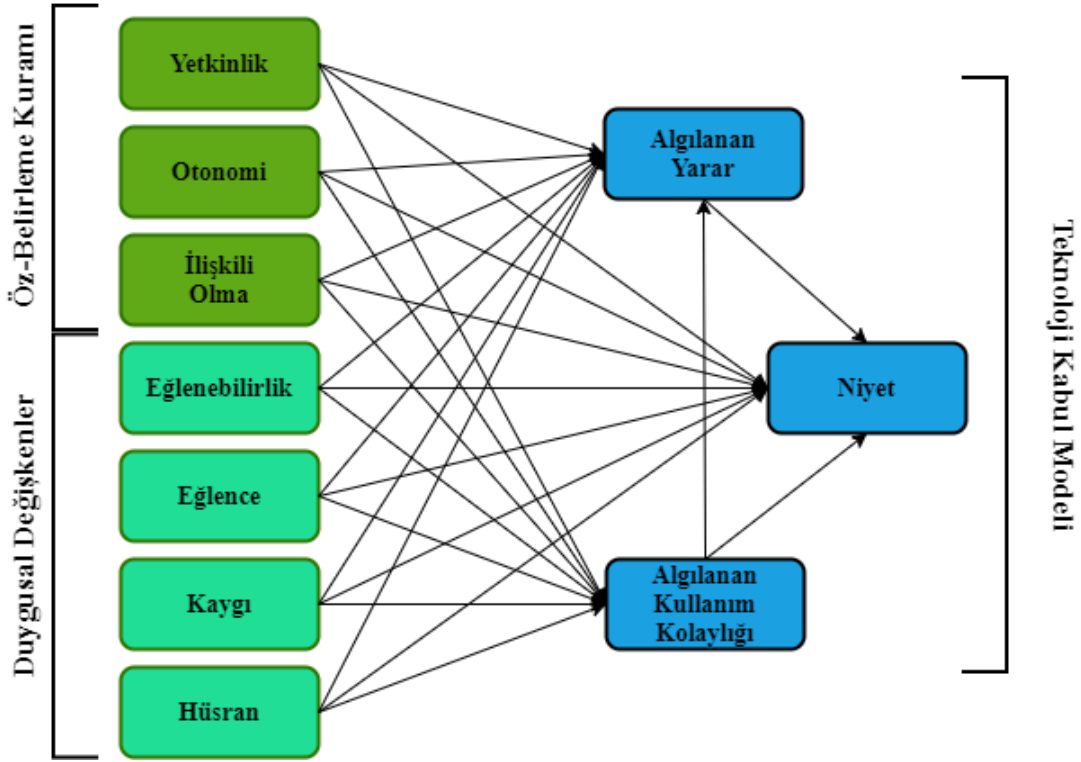 Öz-Belirleme Kuramı
Yetkinlik
Otonomi
İlişkili
Olma
Duygusal Değişkenler
Eğlenebilirlik
Eğlence
Kaygı
Hüsran
Algılanan
Yarar
Niyet
Algılanan
Kullanım
Kolaylığı
Teknoloji Kabul Modeli